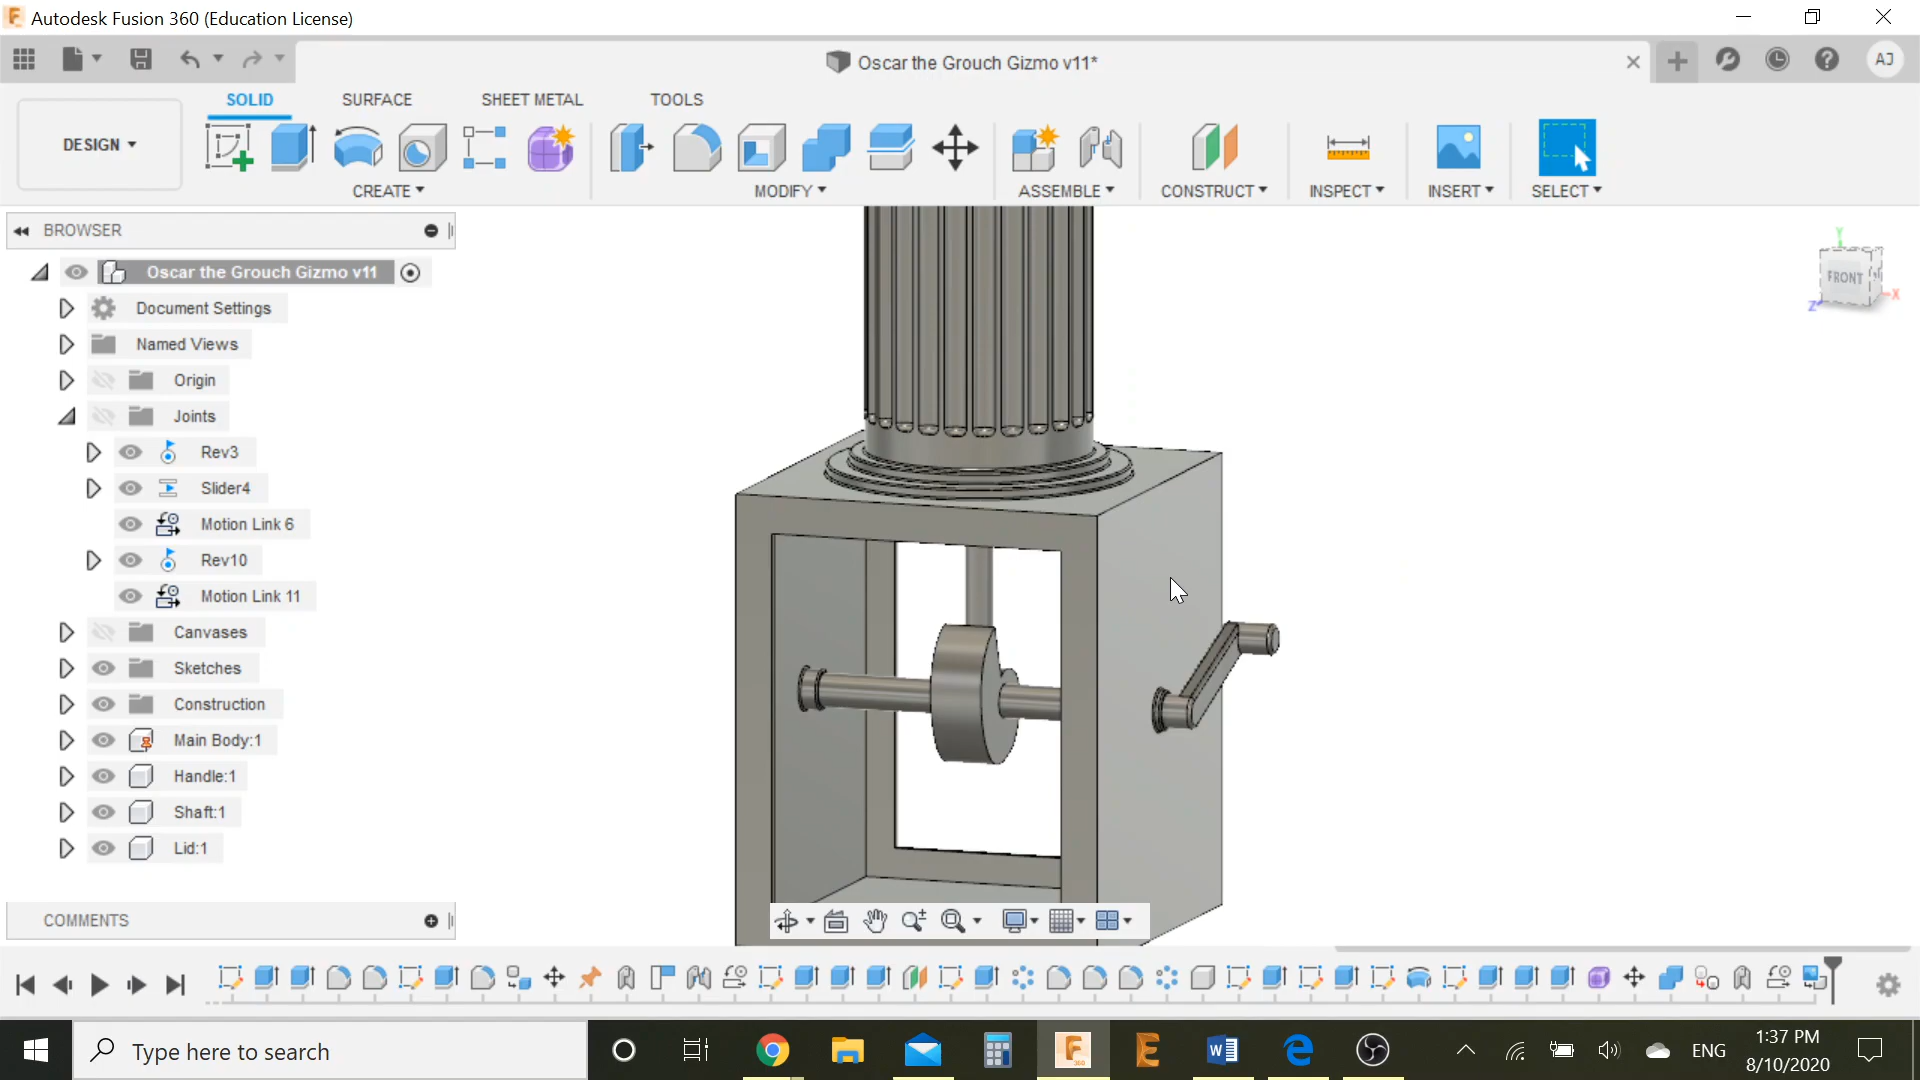 Autodesk Fusion 360 (Education License)
Oscar the Grouch Gizmo v11*
AJ
DESIGN
SOLID
SURFACE
SHEET METAL
TOOLS
CREATE
MODIFY
ASSEMBLE
CONSTRUCT
INSPECT
INSERT
SELECT
BROWSER
Oscar the Grouch Gizmo v11
Document Settings
Named Views
Origin
Joints
Rev3
Slider4
Motion Link 6
Rev10
Motion Link 11
Canvases
Sketches
Construction
Main Body:1
Handle:1
Shaft:1
Lid:1
Y
FRONT
X
Z
COMMENTS
Type here to search
ENG
1:37 PM
8/10/2020